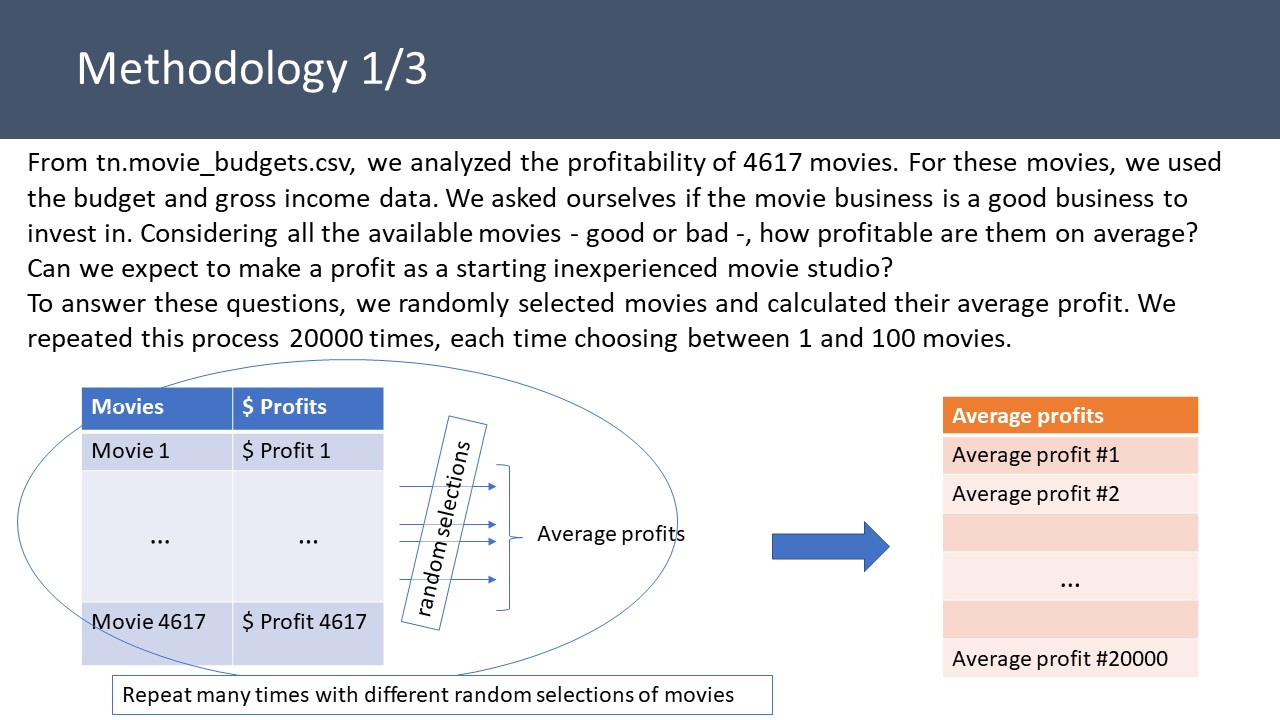 Methodology 1/3
From tn.movie_budgets.csv, we analyzed the profitability of 4617 movies. For these movies, we used
the budget and gross income data. We asked ourselves if the movie business is a good business to
invest in. Considering all the available movies - good or bad -, how profitable are them on average?
Can we expect to make a profit as a starting inexperienced movie studio?
To answer these questions, we randomly selected movies and calculated their average profit. We
repeated this process 20000 times, each time choosing between 1 and 100 movies.
Movies $ Profits
Movie 1 $ Profit 1
... ...
Movie 4617 $ Profit 4617
random selections
Average profits
Average profits
Average profit #1
Average profit #2
...
Average profit #20000
Repeat many times with different random selections of movies